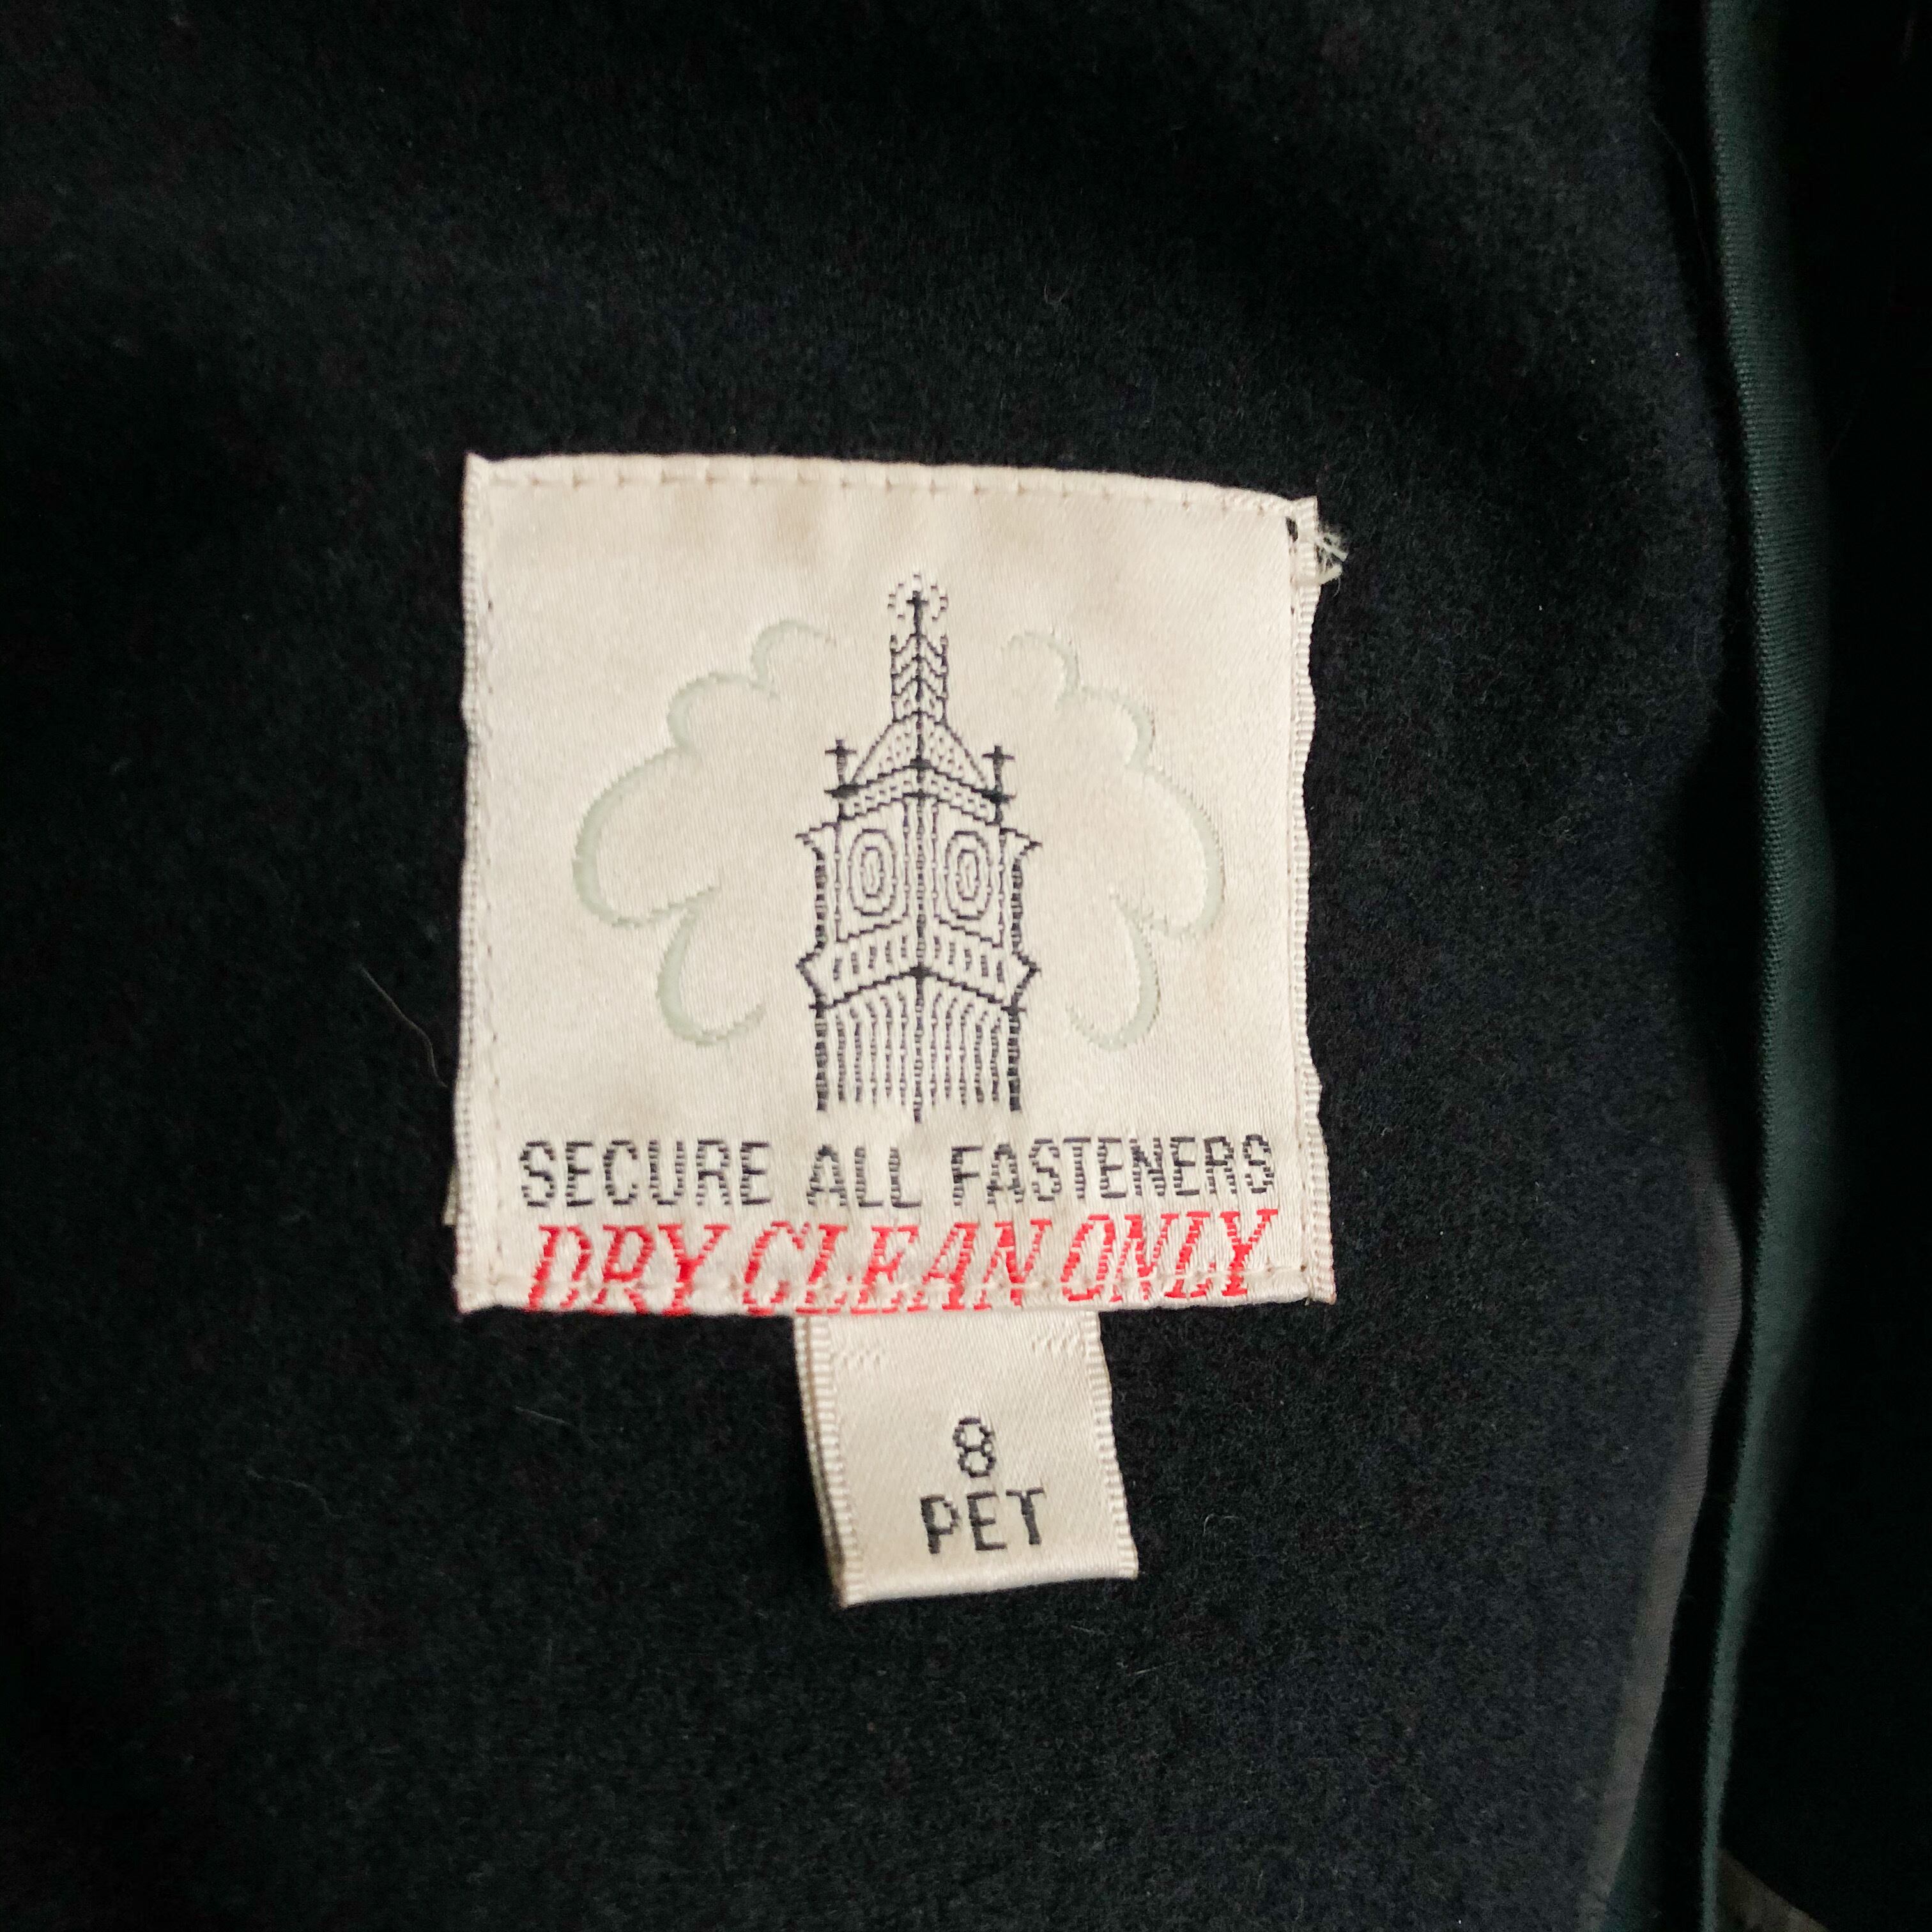 SECURE ALL FASTENERS
DRY CLEAN ONLY
8
PET